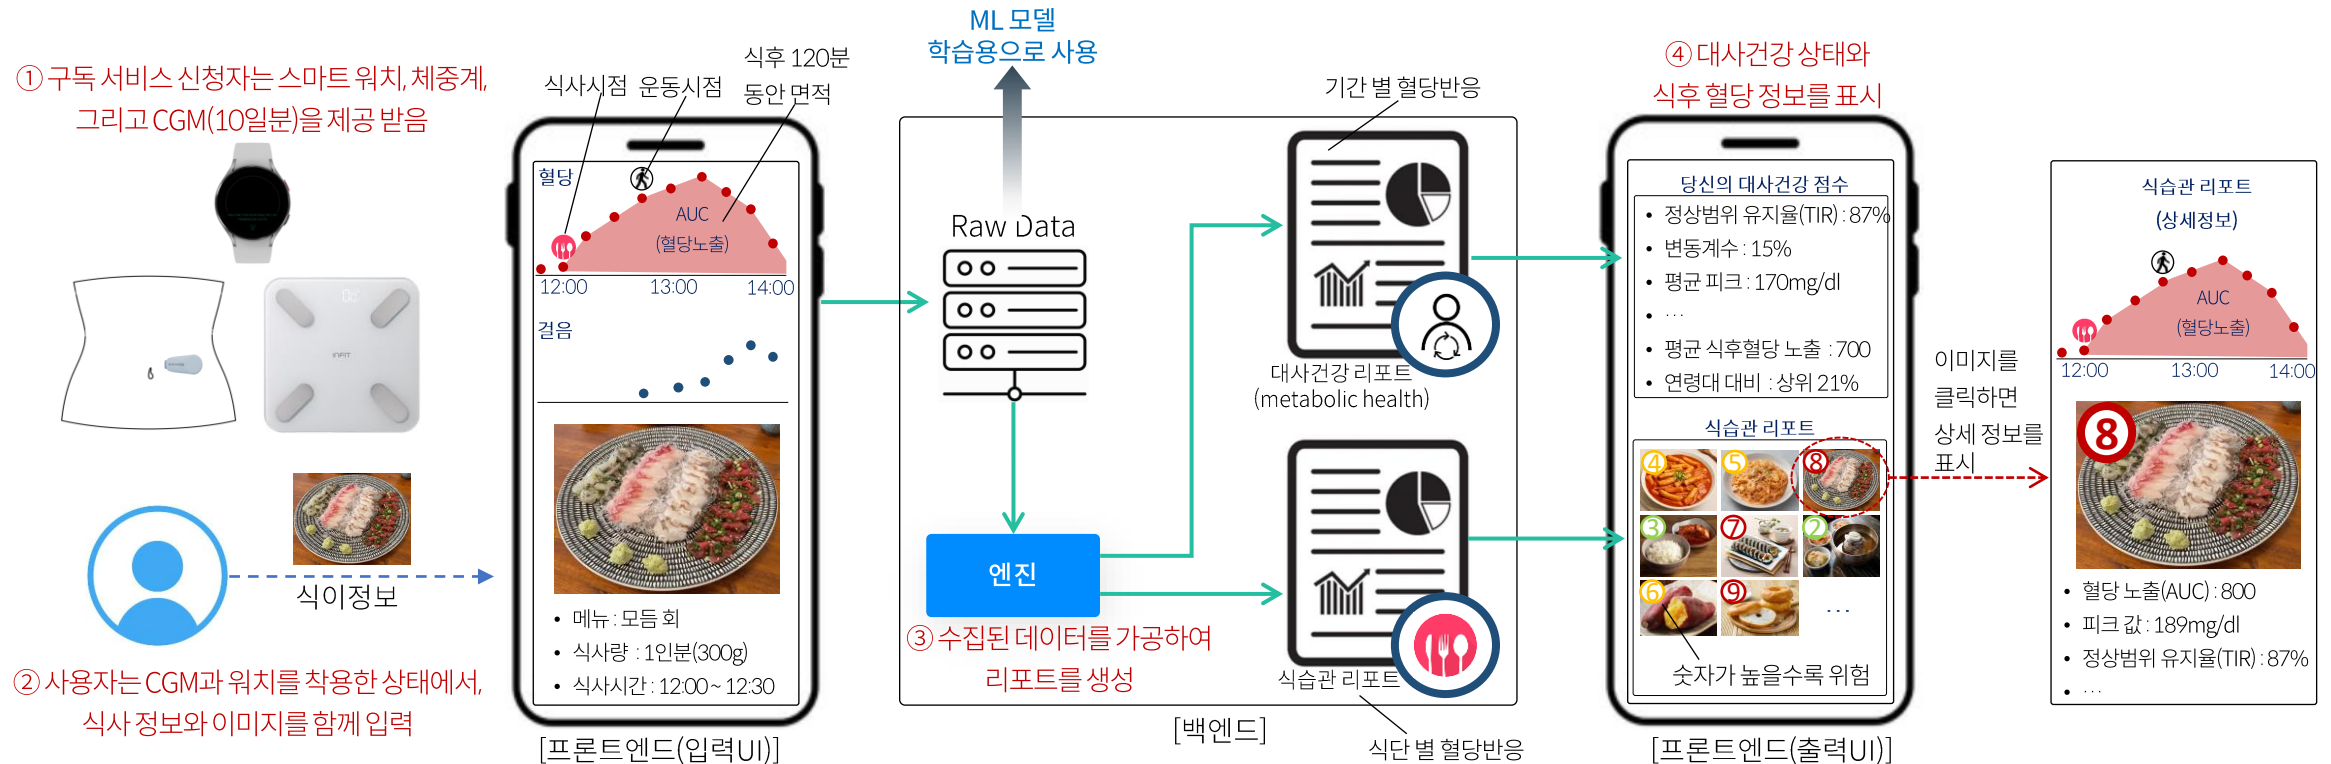 ① 구독 서비스 신청자는 스마트 워치, 체중계,
그리고 CGM(10일분)을 제공 받음
INFIT
식이정보
② 사용자는 CGM과 워치를 착용한 상태에서,
식사 정보와 이미지를 함께 입력
식사시점
운동시점
식후 120분
동안 면적
혈당
AUC
(혈당노출)
12:00
13:00
14:00
걸음
• 메뉴 : 모듬 회
• 식사량 : 1인분(300g)
• 식사시간 : 12:00 ~ 12:30
[프론트엔드(입력UI)]
ML 모델
학습용으로 사용
Raw Data
엔진
③ 수집된 데이터를 가공하여
리포트를 생성
기간 별 혈당반응
대사건강 리포트
(metabolic health)
식습관 리포트
식단 별 혈당반응
[백엔드]
④ 대사건강 상태와
식후 혈당 정보를 표시
당신의 대사건강 점수
• 정상범위 유지율(TIR) : 87%
• 변동계수 : 15%
• 평균 피크 : 170mg/dl
• ...
• 평균 식후혈당 노출 : 700
• 연령대 대비 : 상위 21%
식습관 리포트
④ ⑤ ⑧
③ ⑦ ②
⑥ ⑨ ...
숫자가 높을수록 위험
[프론트엔드(출력UI)]
이미지를
클릭하면
상세 정보를
표시
식습관 리포트
(상세정보)
AUC
(혈당노출)
12:00
13:00
14:00
8
• 혈당 노출(AUC) : 800
• 피크 값 : 189mg/dl
• 정상범위 유지율(TIR) : 87%
• ...